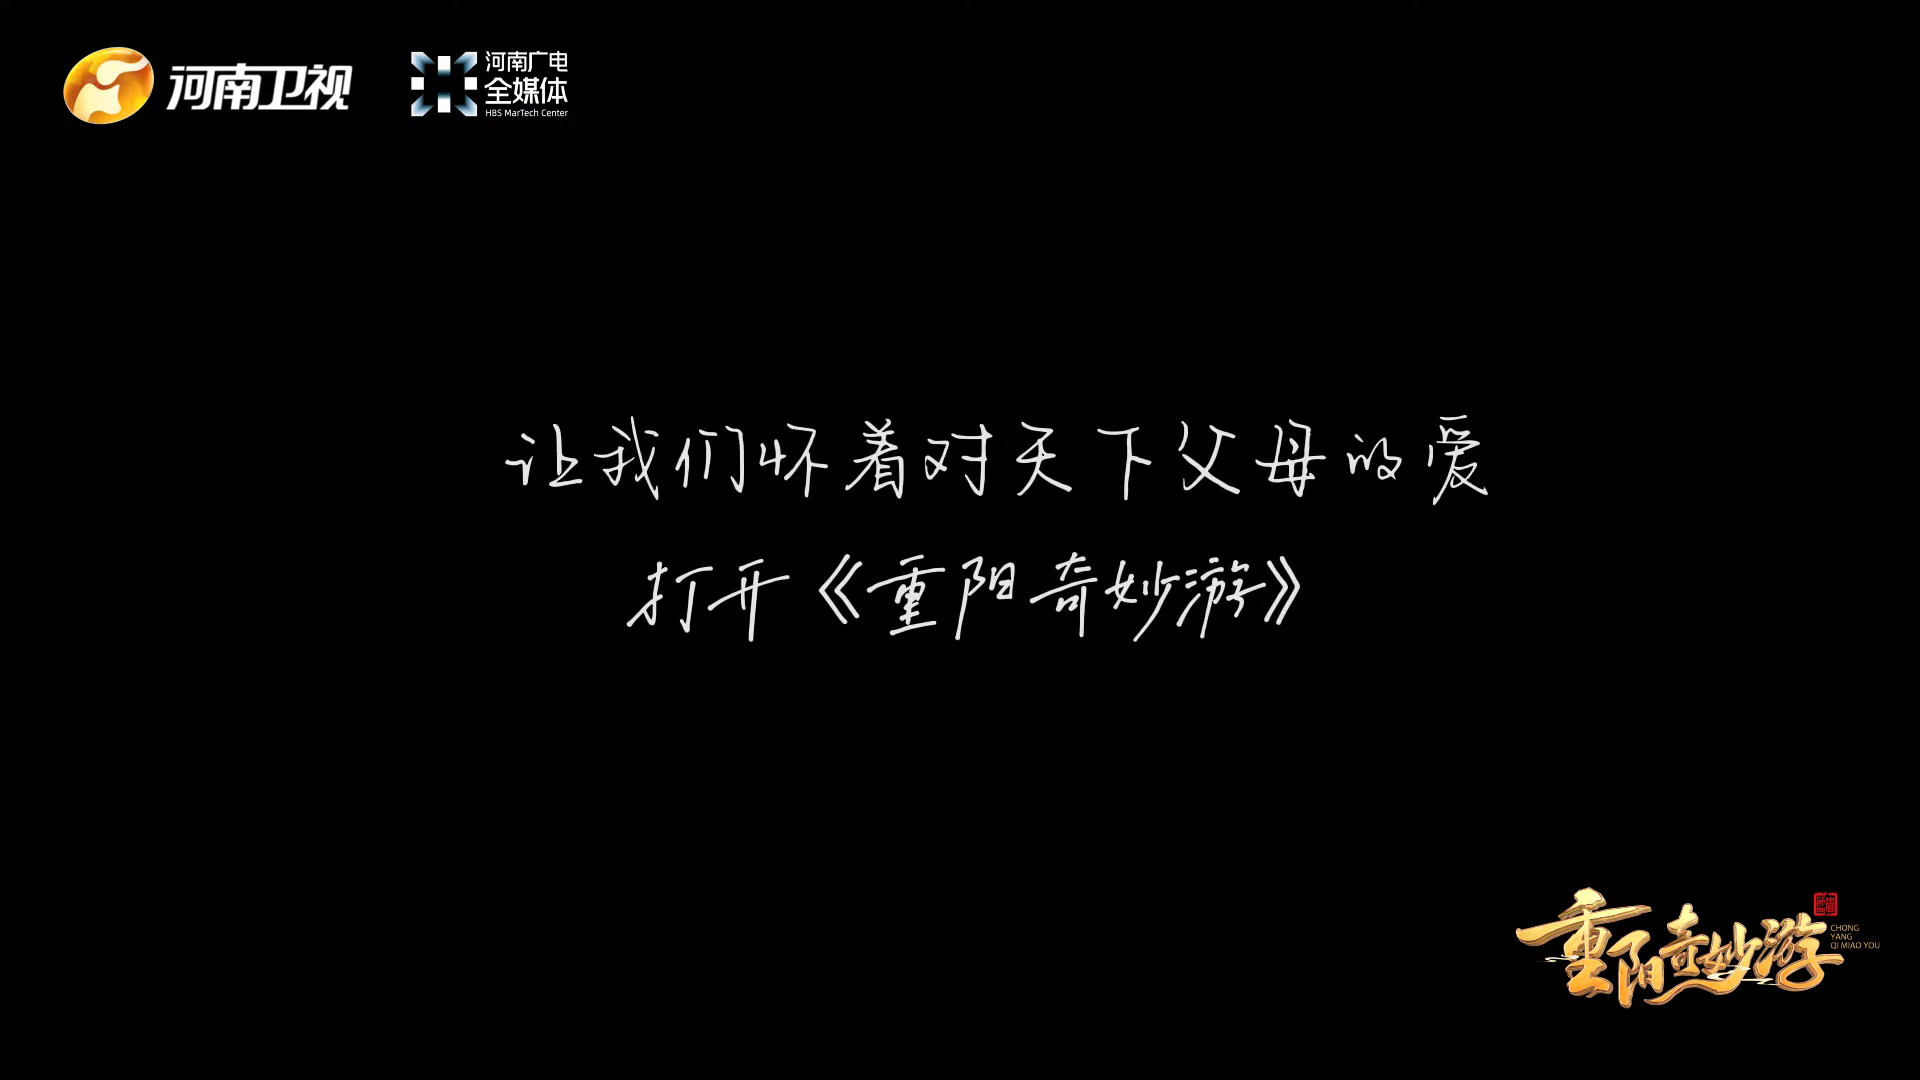 河南卫视
河南广电
全媒体
HBS MarTech Center
让我们怀着对天下父母的爱
打开《重阳奇妙游》
重阳奇妙游
CHONG
YANG
QI MIAO YOU